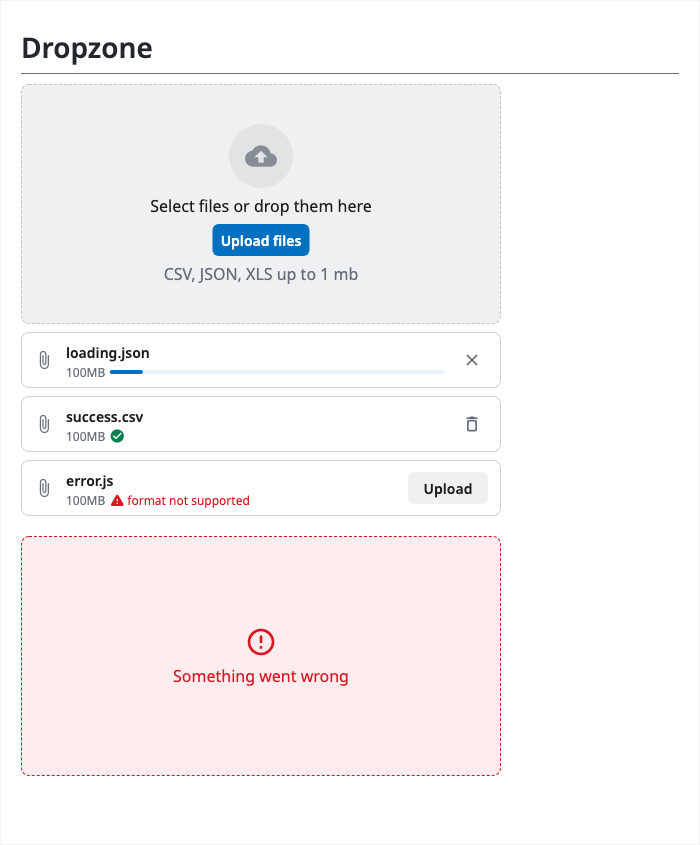 Dropzone
Select files or drop them here
Upload files
CSV, JSON, XLS up to 1 mb
loading.json
100MB
success.csv
100MB
error.js
100MB format not supported
Upload
Something went wrong